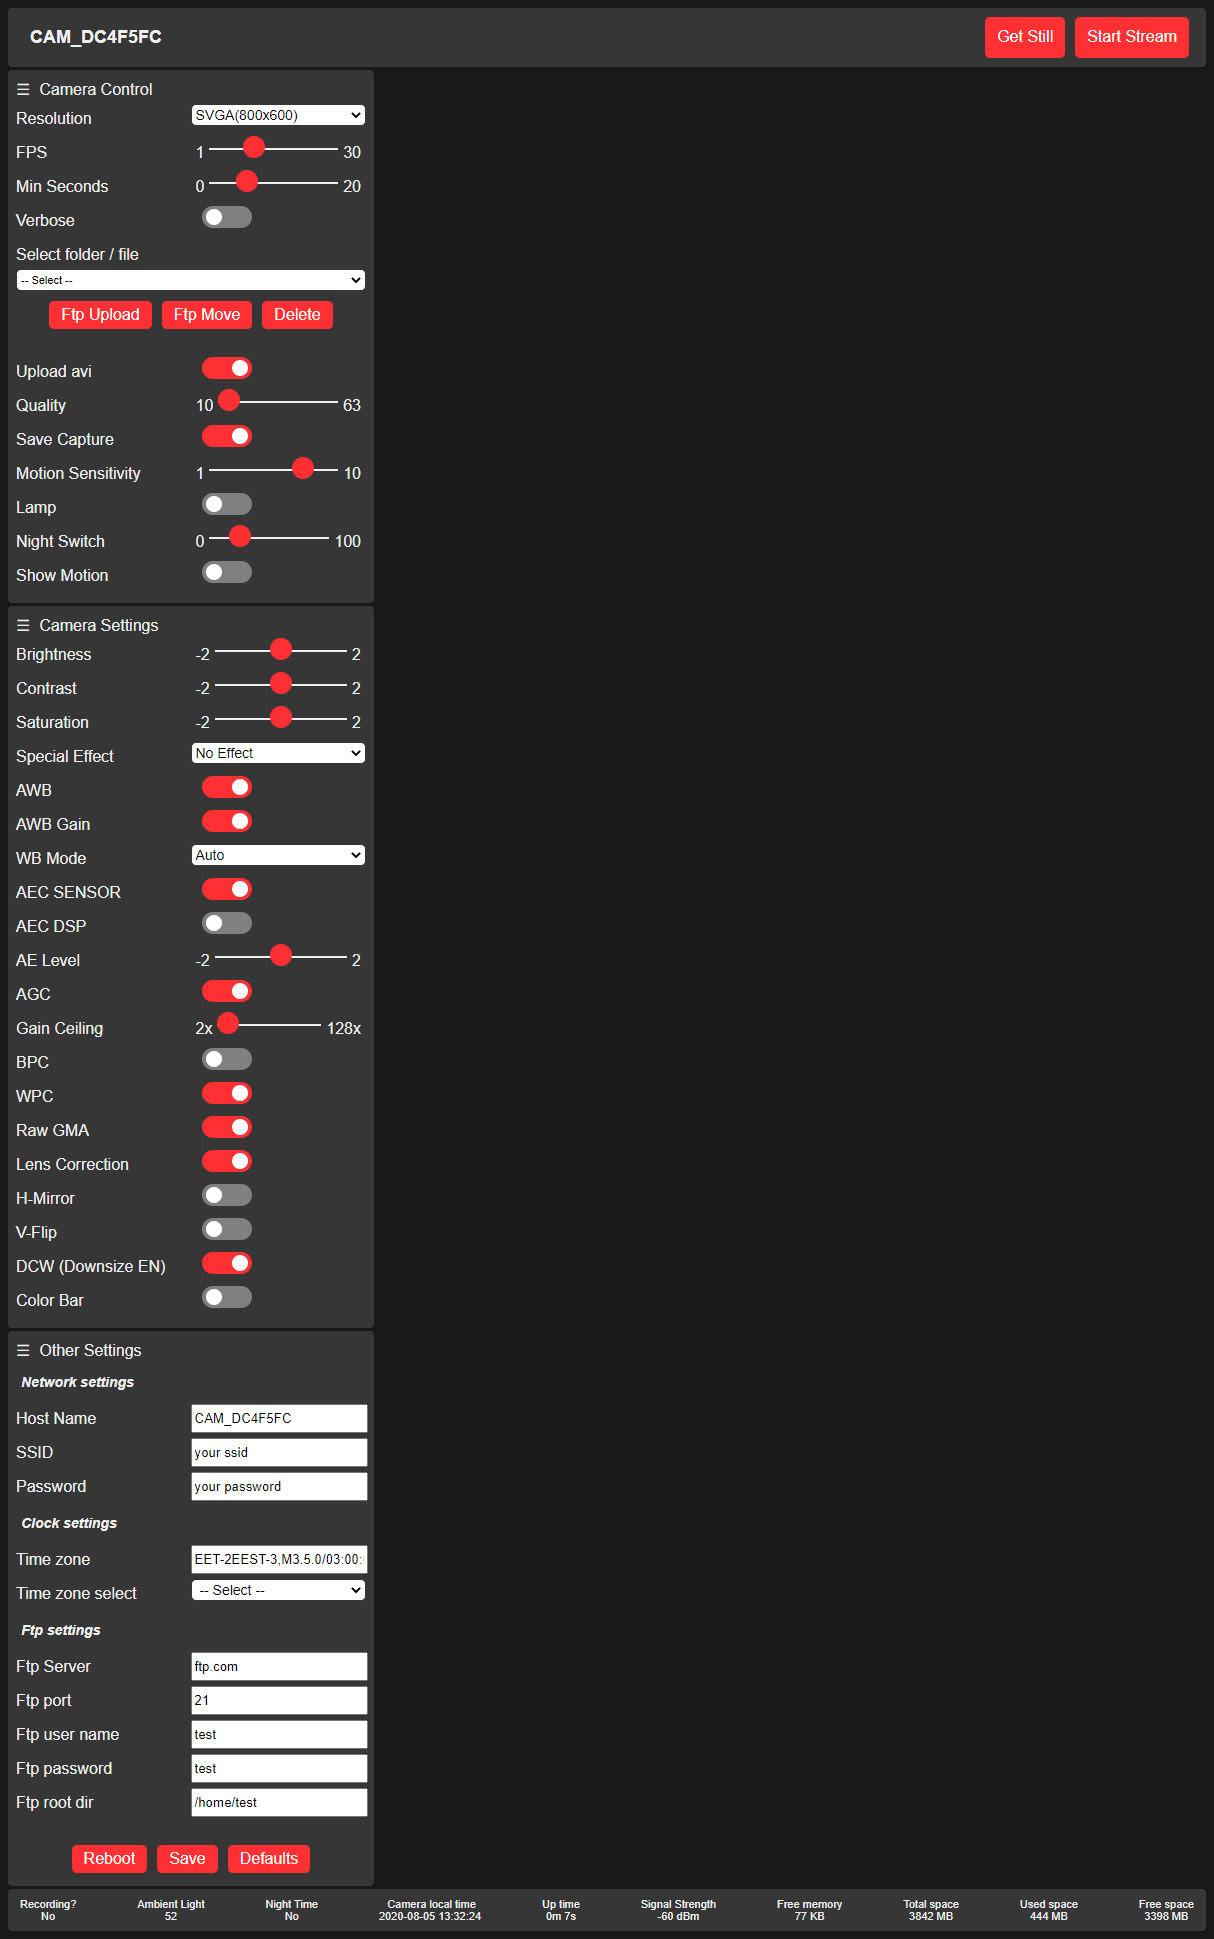 CAM_DC4F5FC Get Still Start Stream
☰ Camera Control
Resolution SVGA(800x600)
FPS 1 30
Min Seconds 0 20
Verbose
Select folder / file
-- Select --
Ftp Upload Ftp Move Delete
Upload avi
Quality 10 63
Save Capture
Motion Sensitivity 1 10
Lamp
Night Switch 0 100
Show Motion
☰ Camera Settings
Brightness -2 2
Contrast -2 2
Saturation -2 2
Special Effect No Effect
AWB
AWB Gain
WB Mode Auto
AEC SENSOR
AEC DSP
AE Level -2 2
AGC
Gain Ceiling 2x 128x
BPC
WPC
Raw GMA
Lens Correction
H-Mirror
V-Flip
DCW (Downsize EN)
Color Bar
☰ Other Settings
Network settings
Host Name CAM_DC4F5FC
SSID your ssid
Password your password
Clock settings
Time zone EET-2EEST-3,M3.5.0/03:00:
Time zone select -- Select --
Ftp settings
Ftp Server ftp.com
Ftp port 21
Ftp user name test
Ftp password test
Ftp root dir /home/test
Reboot Save Defaults
Recording? Ambient Light Night Time Camera local time Up time Signal Strength Free memory Total space Used space Free space
No 52 No 2020-08-05 13:32:24 0m 7s -60 dBm 77 KB 3842 MB 444 MB 3398 MB